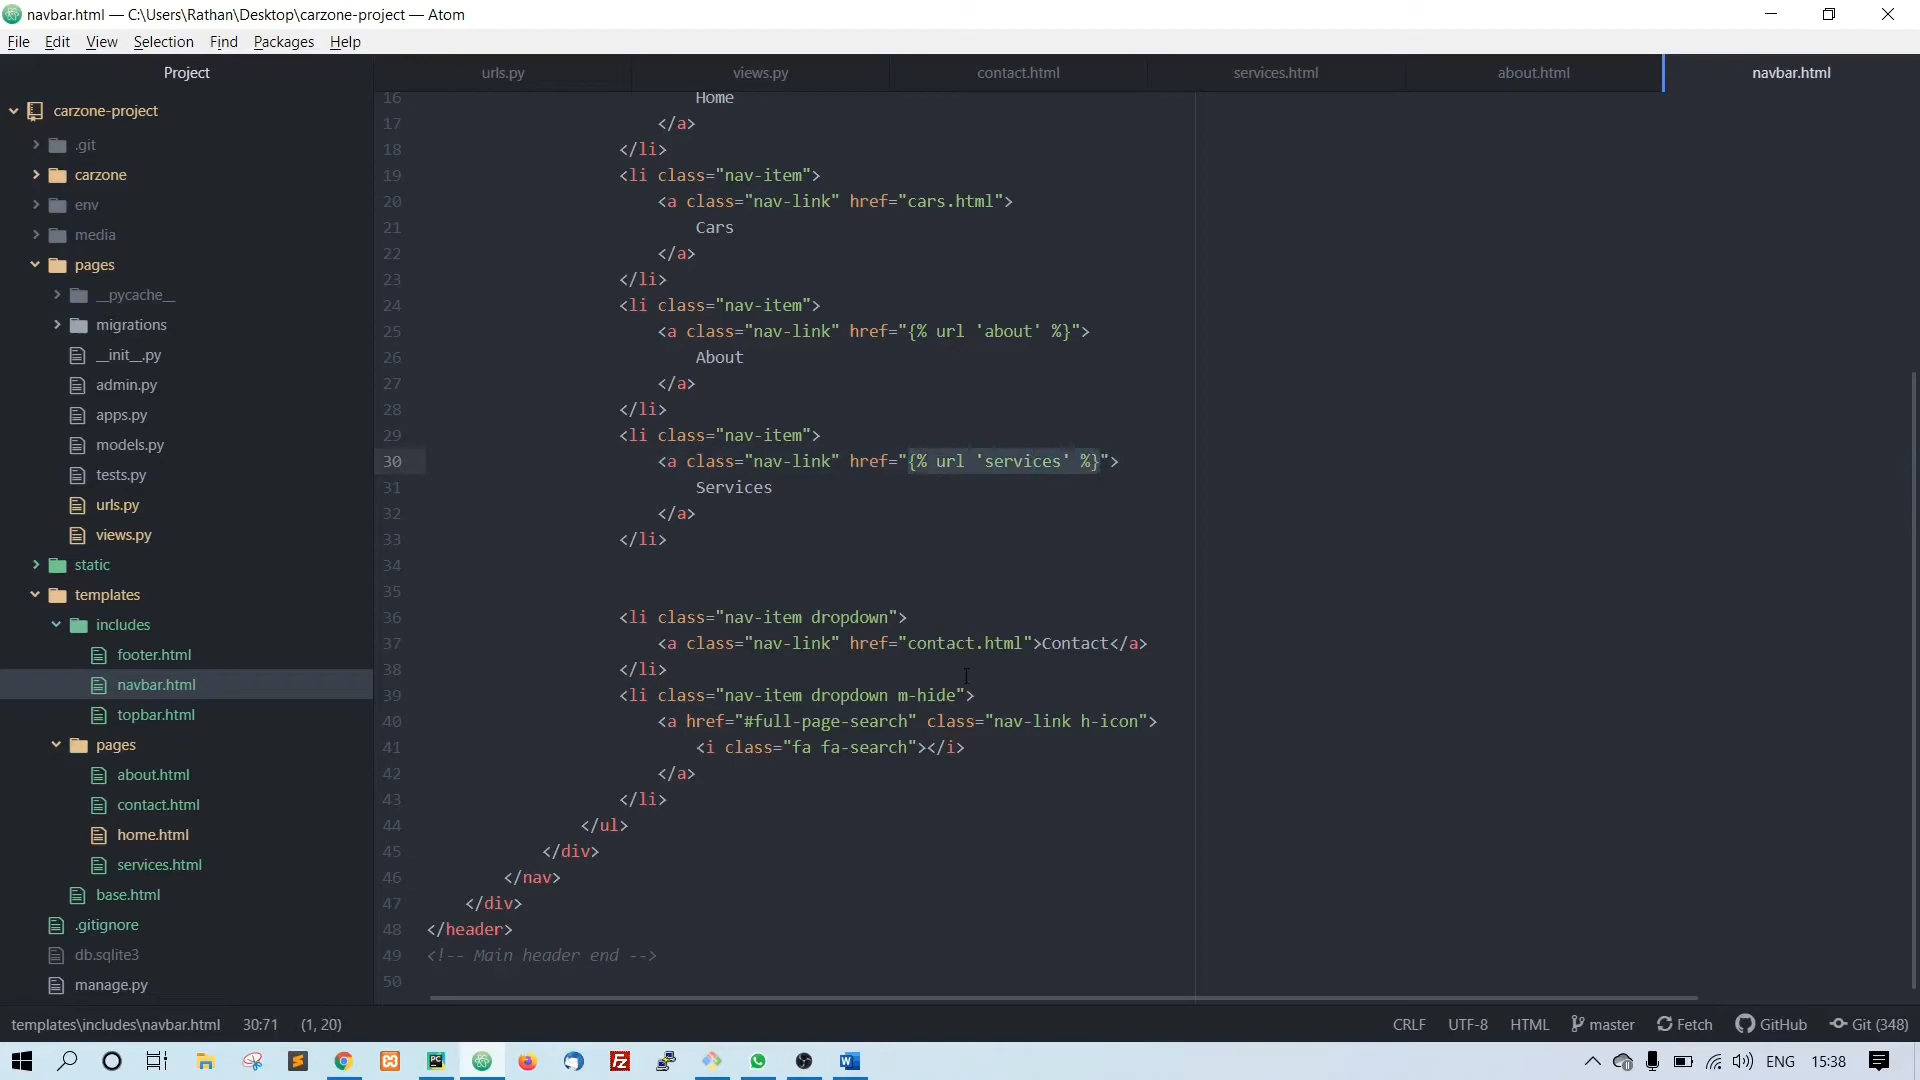 navbar.html — C:\Users\Rathan\Desktop\carzone-project — Atom
File Edit View Selection Find Packages Help
Project
urls.py views.py contact.html services.html about.html navbar.html
carzone-project
.git
carzone
env
media
pages
__pycache__
migrations
__init__.py
admin.py
apps.py
models.py
tests.py
urls.py
views.py
static
templates
includes
footer.html
navbar.html
topbar.html
pages
about.html
contact.html
home.html
services.html
base.html
.gitignore
db.sqlite3
manage.py
16 Home
17 </a>
18 </li>
19 <li class="nav-item">
20 <a class="nav-link" href="cars.html">
21 Cars
22 </a>
23 </li>
24 <li class="nav-item">
25 <a class="nav-link" href="{% url 'about' %}">
26 About
27 </a>
28 </li>
29 <li class="nav-item">
30 <a class="nav-link" href="{% url 'services' %}">
31 Services
32 </a>
33 </li>
34
35
36 <li class="nav-item dropdown">
37 <a class="nav-link" href="contact.html">Contact</a>
38 </li>
39 <li class="nav-item dropdown m-hide">
40 <a href="#full-page-search" class="nav-link h-icon">
41 <i class="fa fa-search"></i>
42 </a>
43 </li>
44 </ul>
45 </div>
46 </nav>
47 </div>
48 </header>
49 <!-- Main header end -->
50
templates\includes\navbar.html 30:71 (1, 20) CRLF UTF-8 HTML master Fetch GitHub Git (348)
ENG 15:38